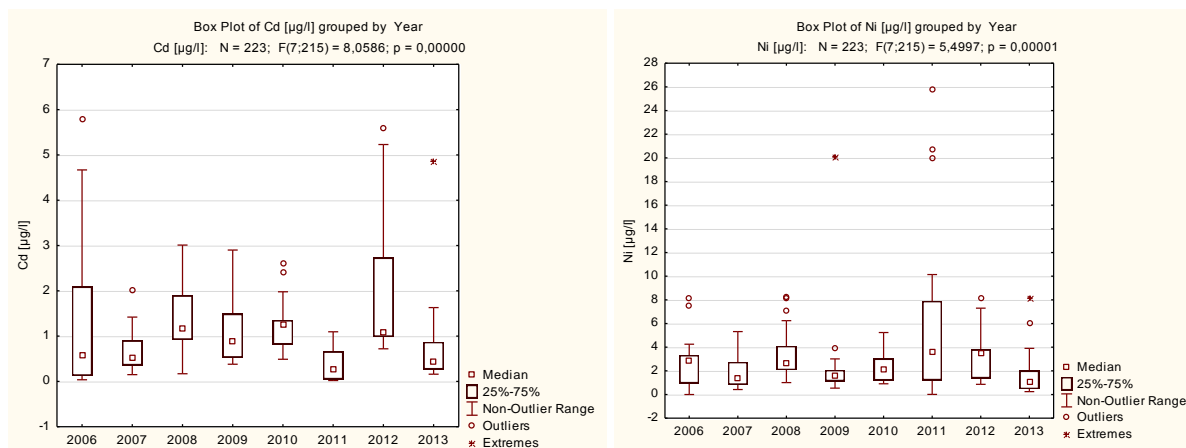 Box Plot of Cd [µg/l] grouped by Year
Cd [µg/l]: N = 223; F(7;215) = 8,0586; p = 0,00000
7
6
5
4
3
2
1
0
-1
Cd [µg/l]
2006 2007 2008 2009 2010 2011 2012 2013
Median
25%-75%
Non-Outlier Range
Outliers
Extremes
Box Plot of Ni [µg/l] grouped by Year
Ni [µg/l]: N = 223; F(7;215) = 5,4997; p = 0,00001
28
26
24
22
20
18
16
14
12
10
8
6
4
2
0
-2
Ni [µg/l]
2006 2007 2008 2009 2010 2011 2012 2013
Median
25%-75%
Non-Outlier Range
Outliers
Extremes